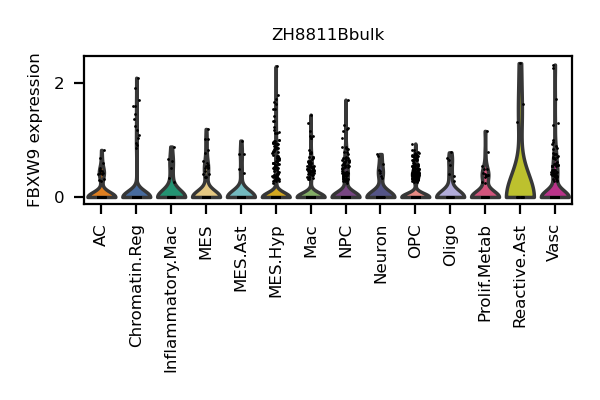 ZH8811Bbulk
FBXW9 expression
2
0
AC
Chromatin.Reg
Inflammatory.Mac
MES
MES.Ast
MES.Hyp
Mac
NPC
Neuron
OPC
Oligo
Prolif.Metab
Reactive.Ast
Vasc